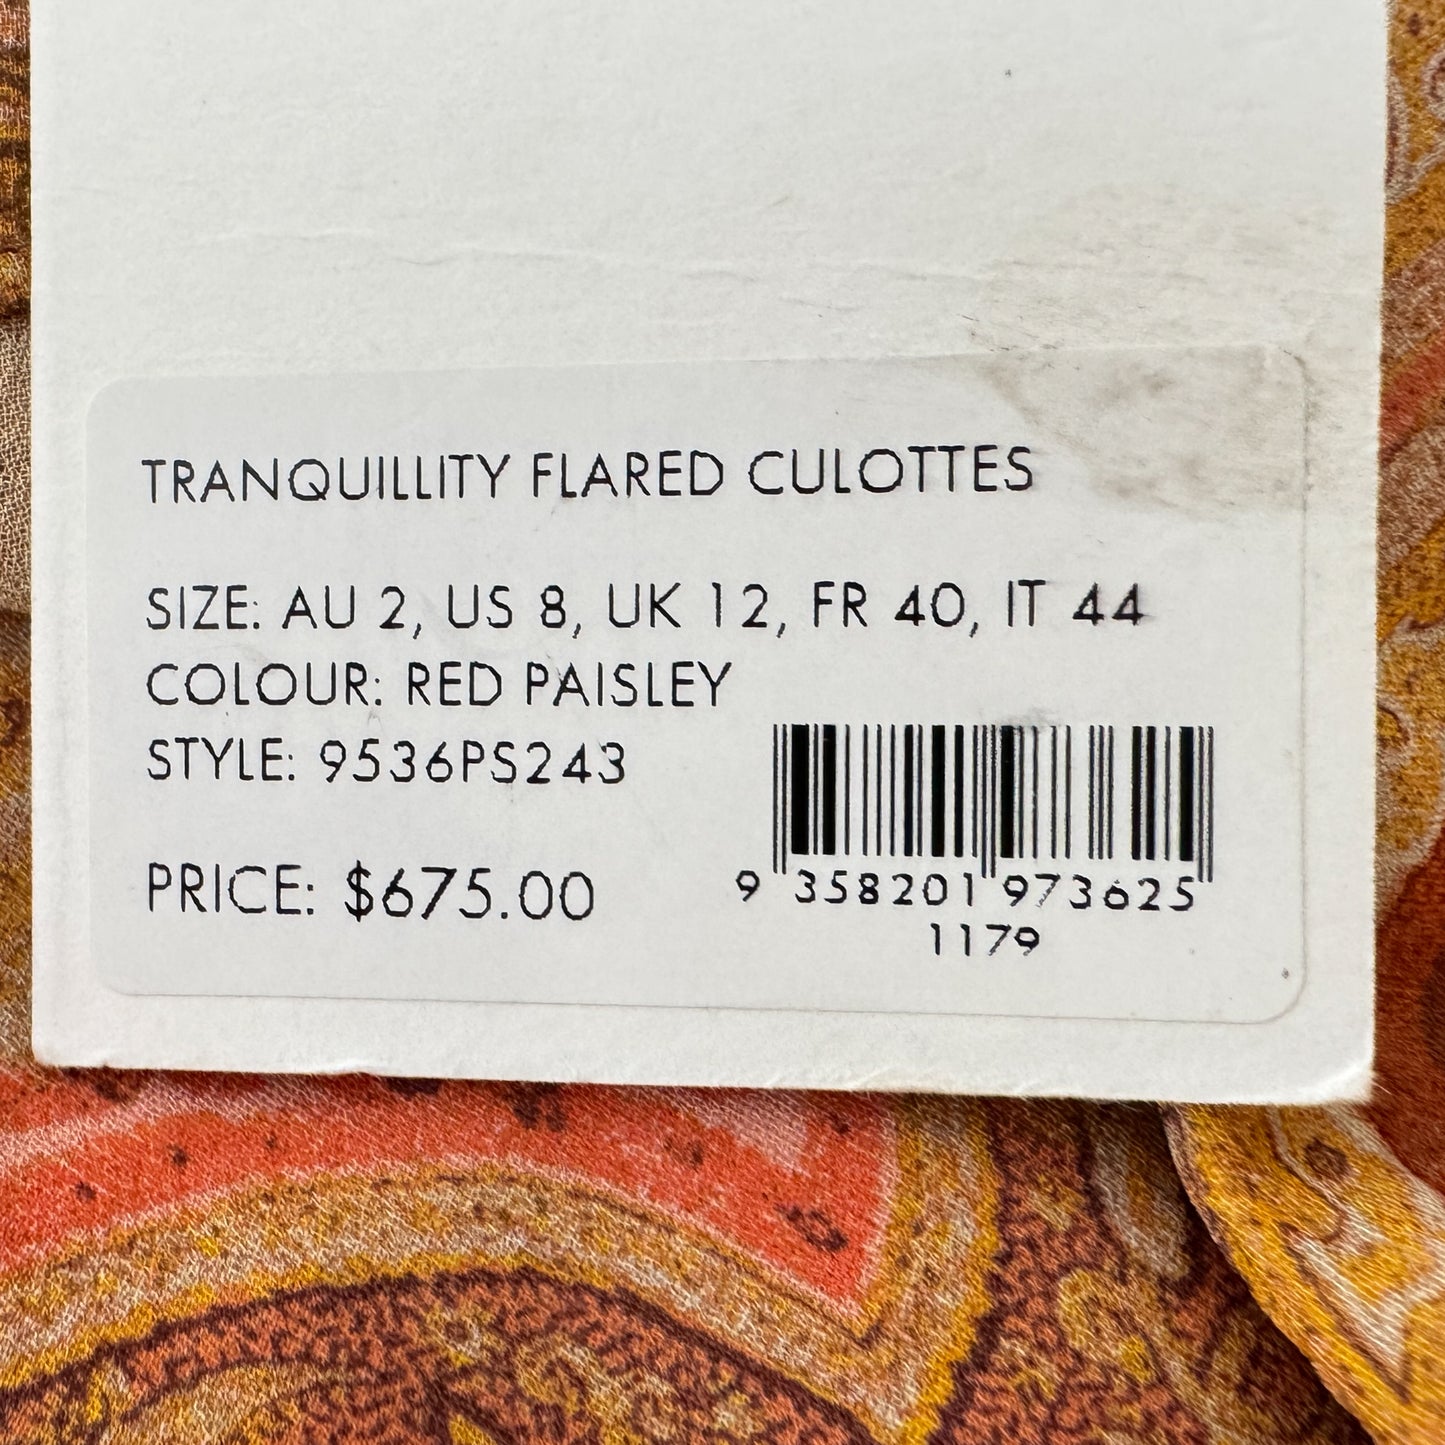 TRANQUILLITY FLARED CULOTTES
SIZE: AU 2, US 8, UK 12, FR 40, IT 44
COLOUR: RED PAISLEY
STYLE: 9536PS243
PRICE: $675.00
9 358201 973625
1179